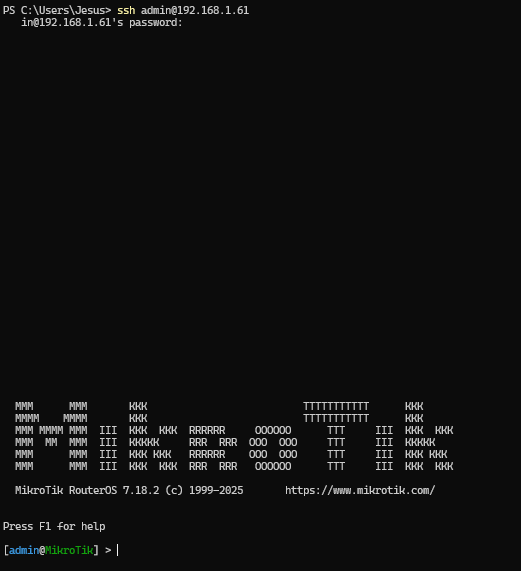 PS C:\Users\Jesus> ssh admin@192.168.1.61
   in@192.168.1.61's password:
  MMM      MMM       KKK                          TTTTTTTTTTT      KKK
  MMMM    MMMM       KKK                          TTTTTTTTTTT      KKK
  MMM MMMM MMM  III  KKK  KKK  RRRRRR     OOOOOO      TTT     III  KKK  KKK
  MMM  MM  MMM  III  KKKKK     RRR  RRR  OOO  OOO     TTT     III  KKKKK
  MMM      MMM  III  KKK KKK   RRRRRR    OOO  OOO     TTT     III  KKK KKK
  MMM      MMM  III  KKK  KKK  RRR  RRR   OOOOOO      TTT     III  KKK  KKK
  MikroTik RouterOS 7.18.2 (c) 1999-2025       https://www.mikrotik.com/
Press F1 for help
[admin@MikroTik] >